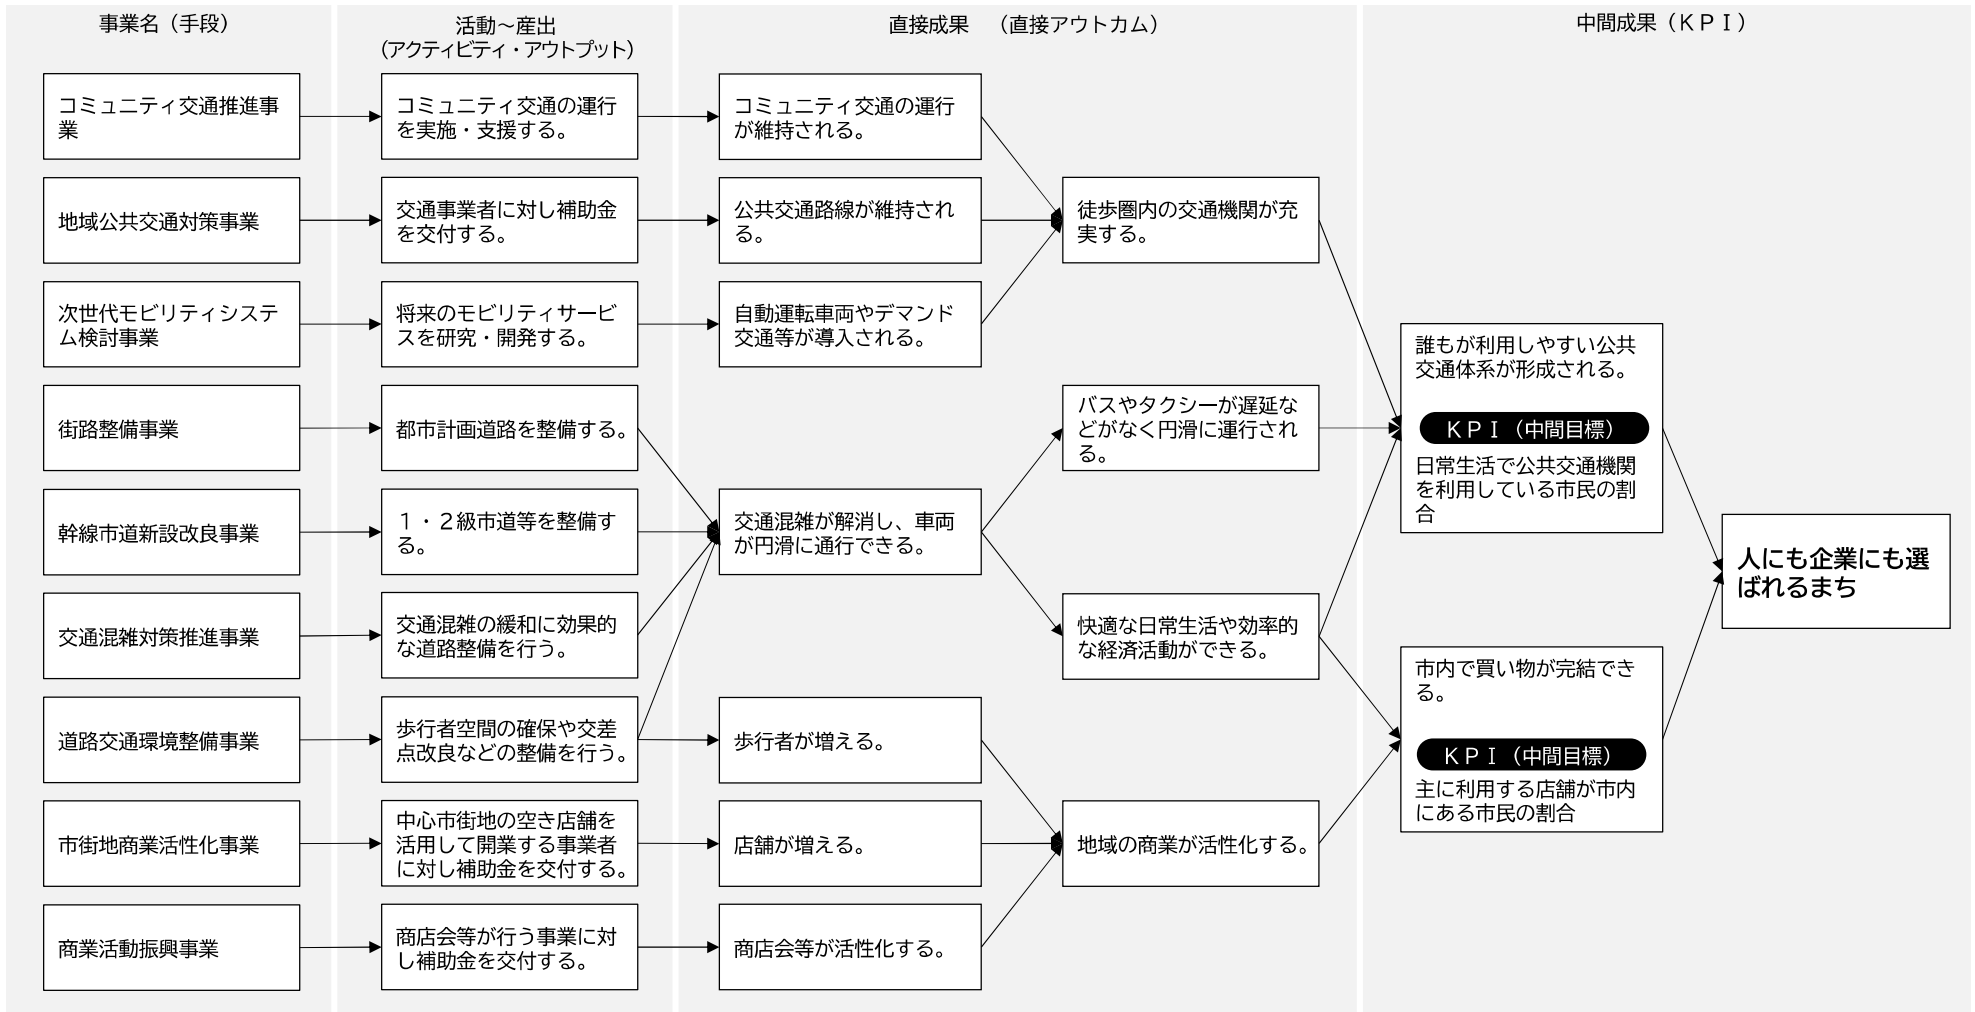 事業名（手段）
活動～産出
（アクティビティ・アウトプット）
直接成果　（直接アウトカム）
中間成果（ＫＰＩ）
コミュニティ交通推進事
業
コミュニティ交通の運行
を実施・支援する。
コミュニティ交通の運行
が維持される。
地域公共交通対策事業
交通事業者に対し補助金
を交付する。
公共交通路線が維持され
る。
徒歩圏内の交通機関が充
実する。
次世代モビリティシステ
ム検討事業
将来のモビリティサービ
スを研究・開発する。
自動運転車両やデマンド
交通等が導入される。
街路整備事業
都市計画道路を整備する。
バスやタクシーが遅延な
どがなく円滑に運行され
る。
幹線市道新設改良事業
１・２級市道等を整備す
る。
交通混雑が解消し、車両
が円滑に通行できる。
交通混雑対策推進事業
交通混雑の緩和に効果的
な道路整備を行う。
快適な日常生活や効率的
な経済活動ができる。
道路交通環境整備事業
歩行者空間の確保や交差
点改良などの整備を行う。
歩行者が増える。
市街地商業活性化事業
中心市街地の空き店舗を
活用して開業する事業者
に対し補助金を交付する。
店舗が増える。
地域の商業が活性化する。
商業活動振興事業
商店会等が行う事業に対
し補助金を交付する。
商店会等が活性化する。
誰もが利用しやすい公共
交通体系が形成される。
ＫＰＩ（中間目標）
日常生活で公共交通機関
を利用している市民の割
合
市内で買い物が完結でき
る。
ＫＰＩ（中間目標）
主に利用する店舗が市内
にある市民の割合
人にも企業にも選
ばれるまち